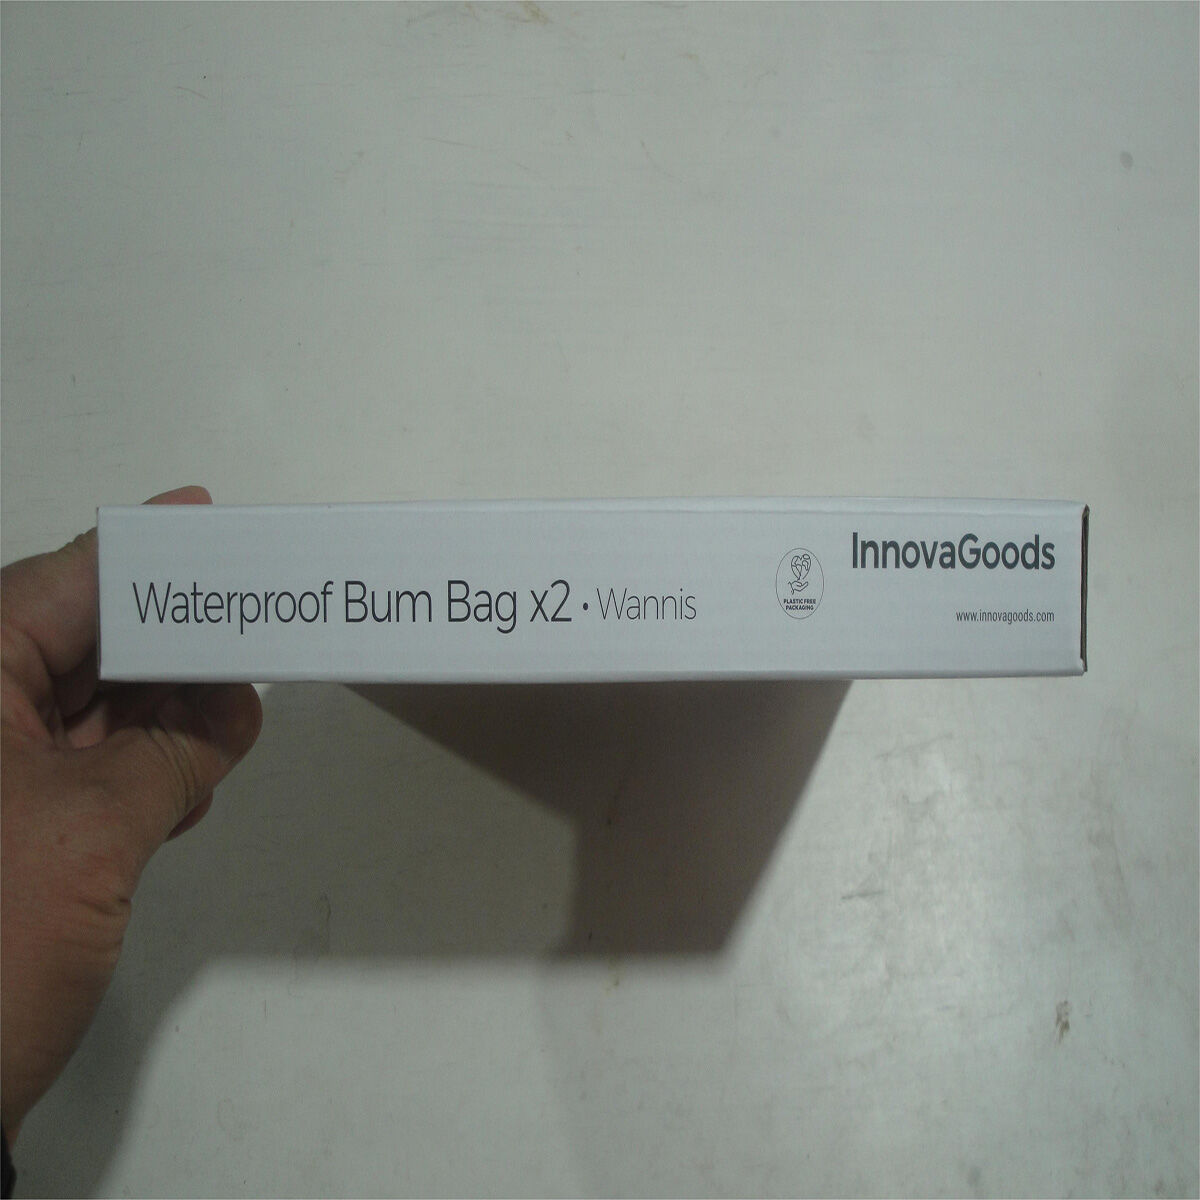 Waterproof Bum Bag x2 • Wannis
PLASTIC FREE
PACKAGING
InnovaGoods
www.innovagoods.com